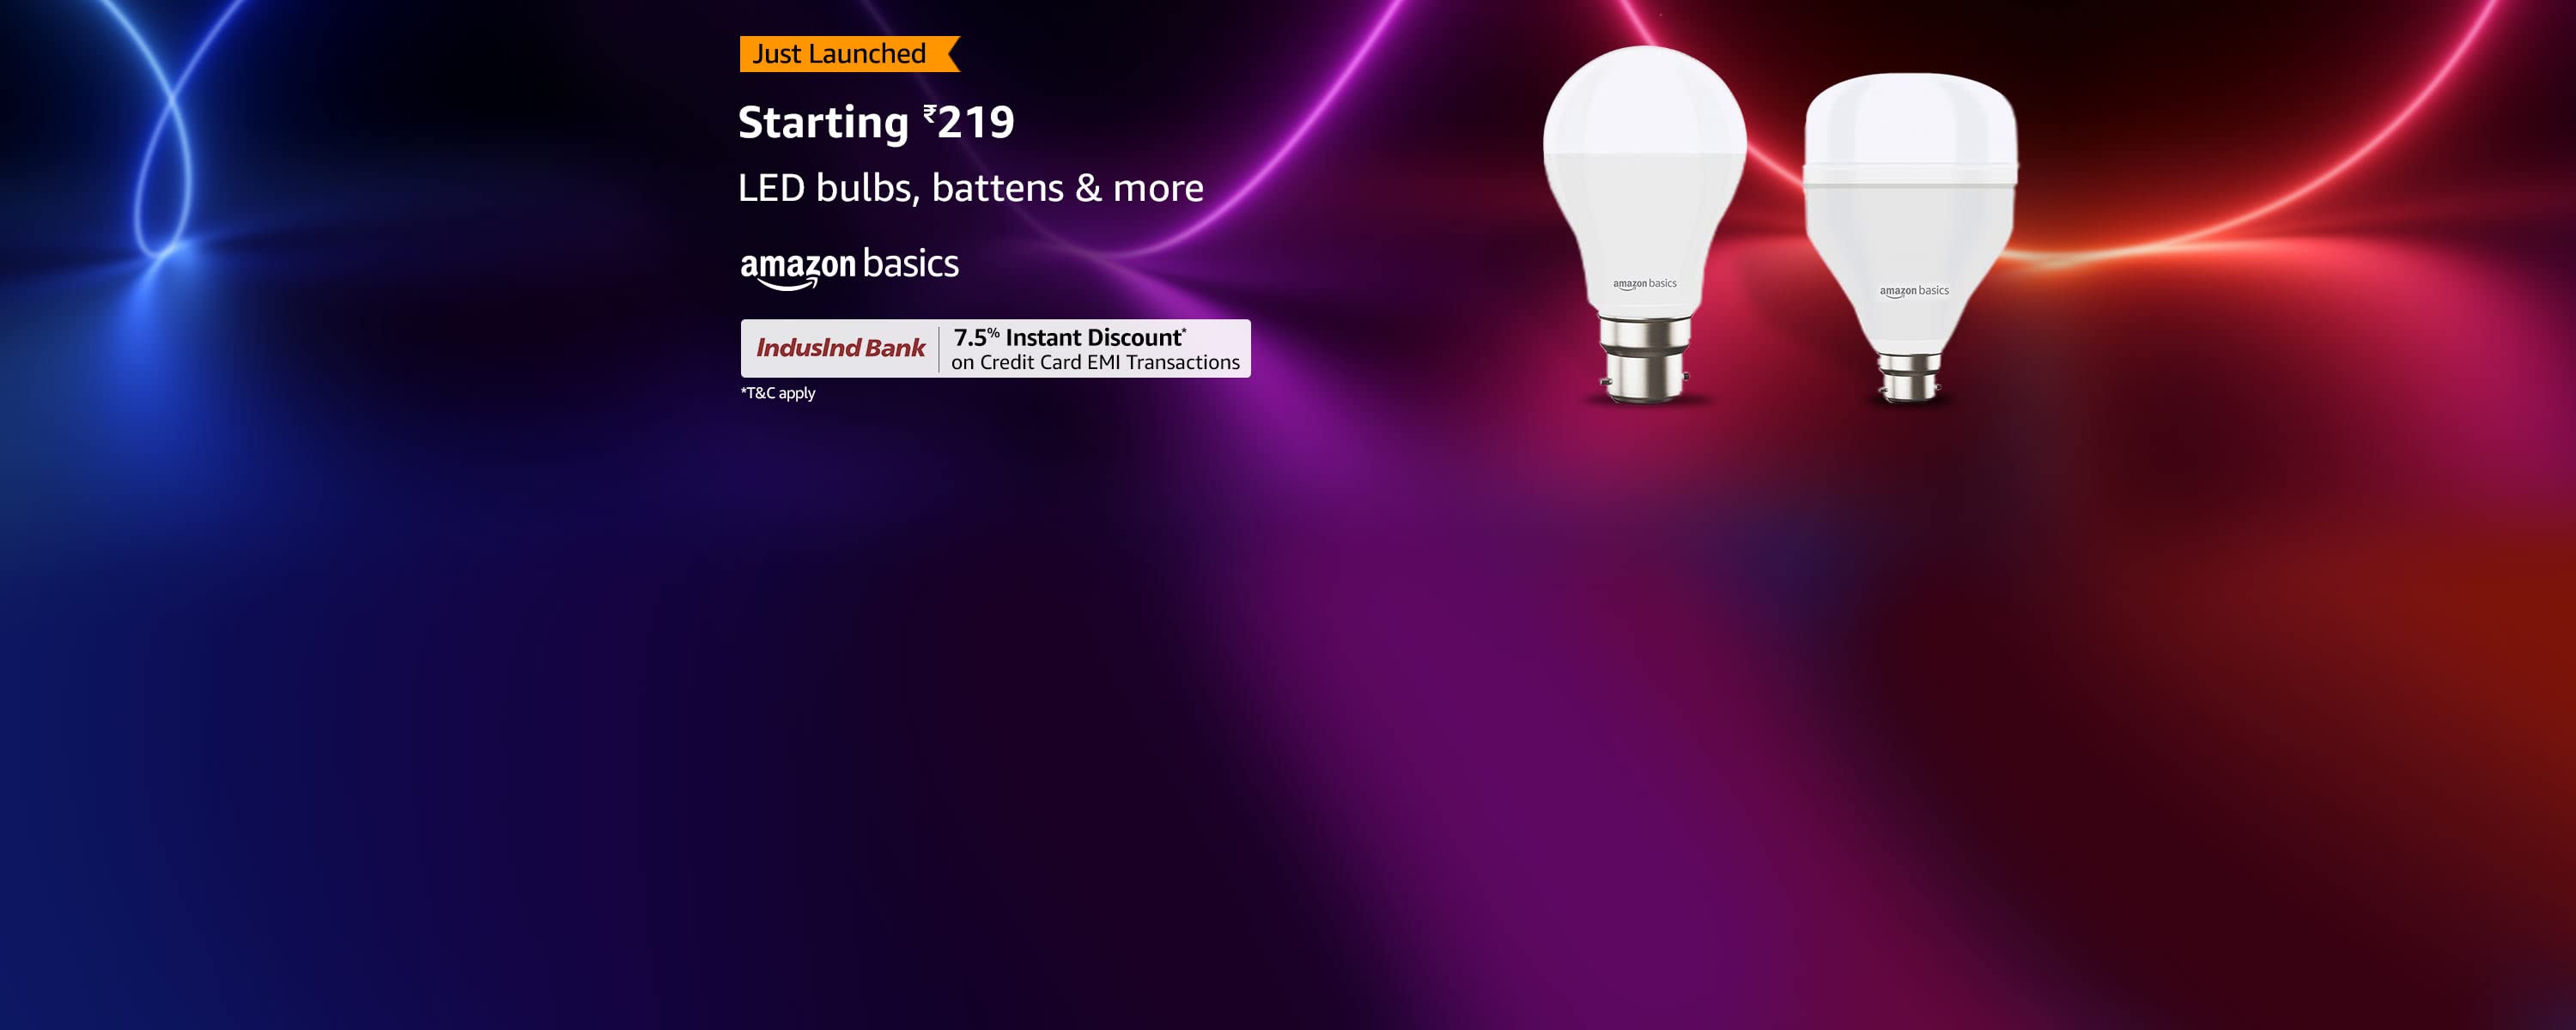 Just Launched
Starting ₹219
LED bulbs, battens & more
amazon basics
IndusInd Bank
7.5% Instant Discount*
on Credit Card EMI Transactions
*T&C apply
amazon basics
amazon basics